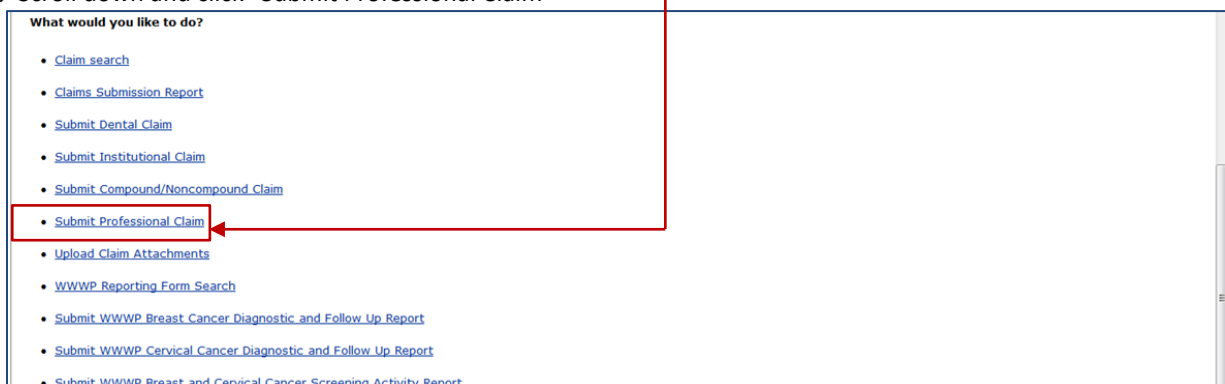 Scroll down and click "Submit Professional Claim"
What would you like to do?
• Claim search
• Claims Submission Report
• Submit Dental Claim
• Submit Institutional Claim
• Submit Compound/Noncompound Claim
• Submit Professional Claim
• Upload Claim Attachments
• WWWP Reporting Form Search
• Submit WWWP Breast Cancer Diagnostic and Follow Up Report
• Submit WWWP Cervical Cancer Diagnostic and Follow Up Report
• Submit WWWP Breast and Cervical Cancer Screening Activity Report